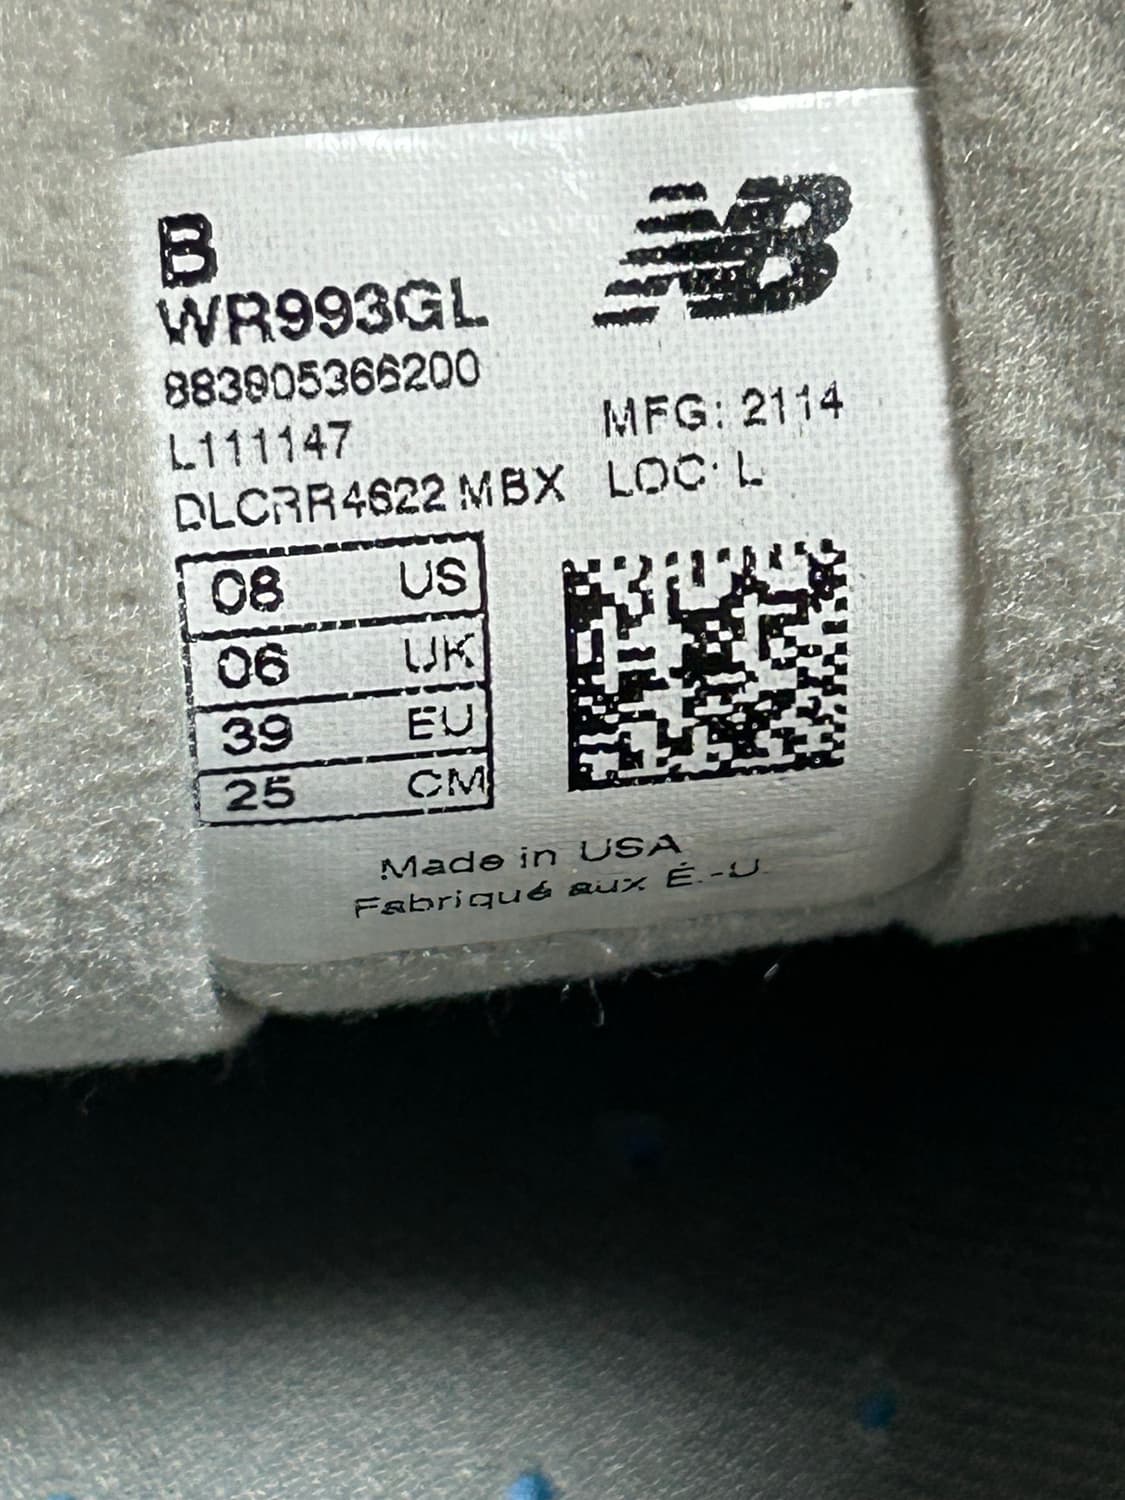 B
WR993GL
883905366200
L111147
MFG: 2114
DLCRR4622 MBX
LOC: L
08 US
06 UK
39 EU
25 CM
Made in USA
Fabriqué aux É.-U.
NB